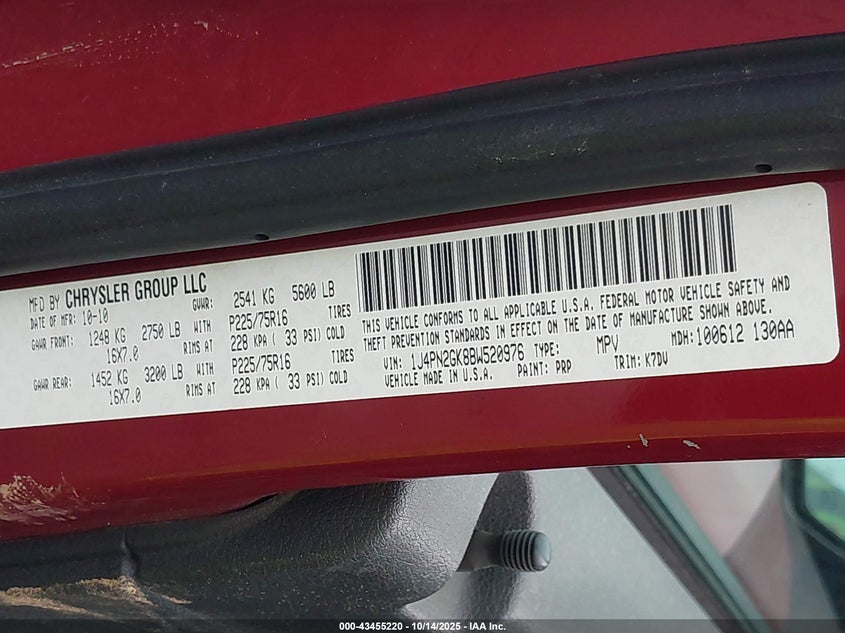 MFD BY CHRYSLER GROUP LLC
DATE OF MFR: 10-10 GVWR: 2541 KG 5600 LB
GAWR FRONT: 1248 KG 2750 LB WITH P225/75R16 TIRES
16X7.0 RIMS AT 228 KPA ( 33 PSI) COLD
GAWR REAR: 1452 KG 3200 LB WITH P225/75R16 TIRES
16X7.0 RIMS AT 228 KPA ( 33 PSI) COLD
THIS VEHICLE CONFORMS TO ALL APPLICABLE U.S.A. FEDERAL MOTOR VEHICLE SAFETY AND
THEFT PREVENTION STANDARDS IN EFFECT ON THE DATE OF MANUFACTURE SHOWN ABOVE.
VIN: 1J4PN2GK8BW520976 TYPE: MPV MDH: 100612 130AA
VEHICLE MADE IN U.S.A. PAINT: PRP TRIM: K7DV
000-43455220 - 10/14/2025 - IAA Inc.